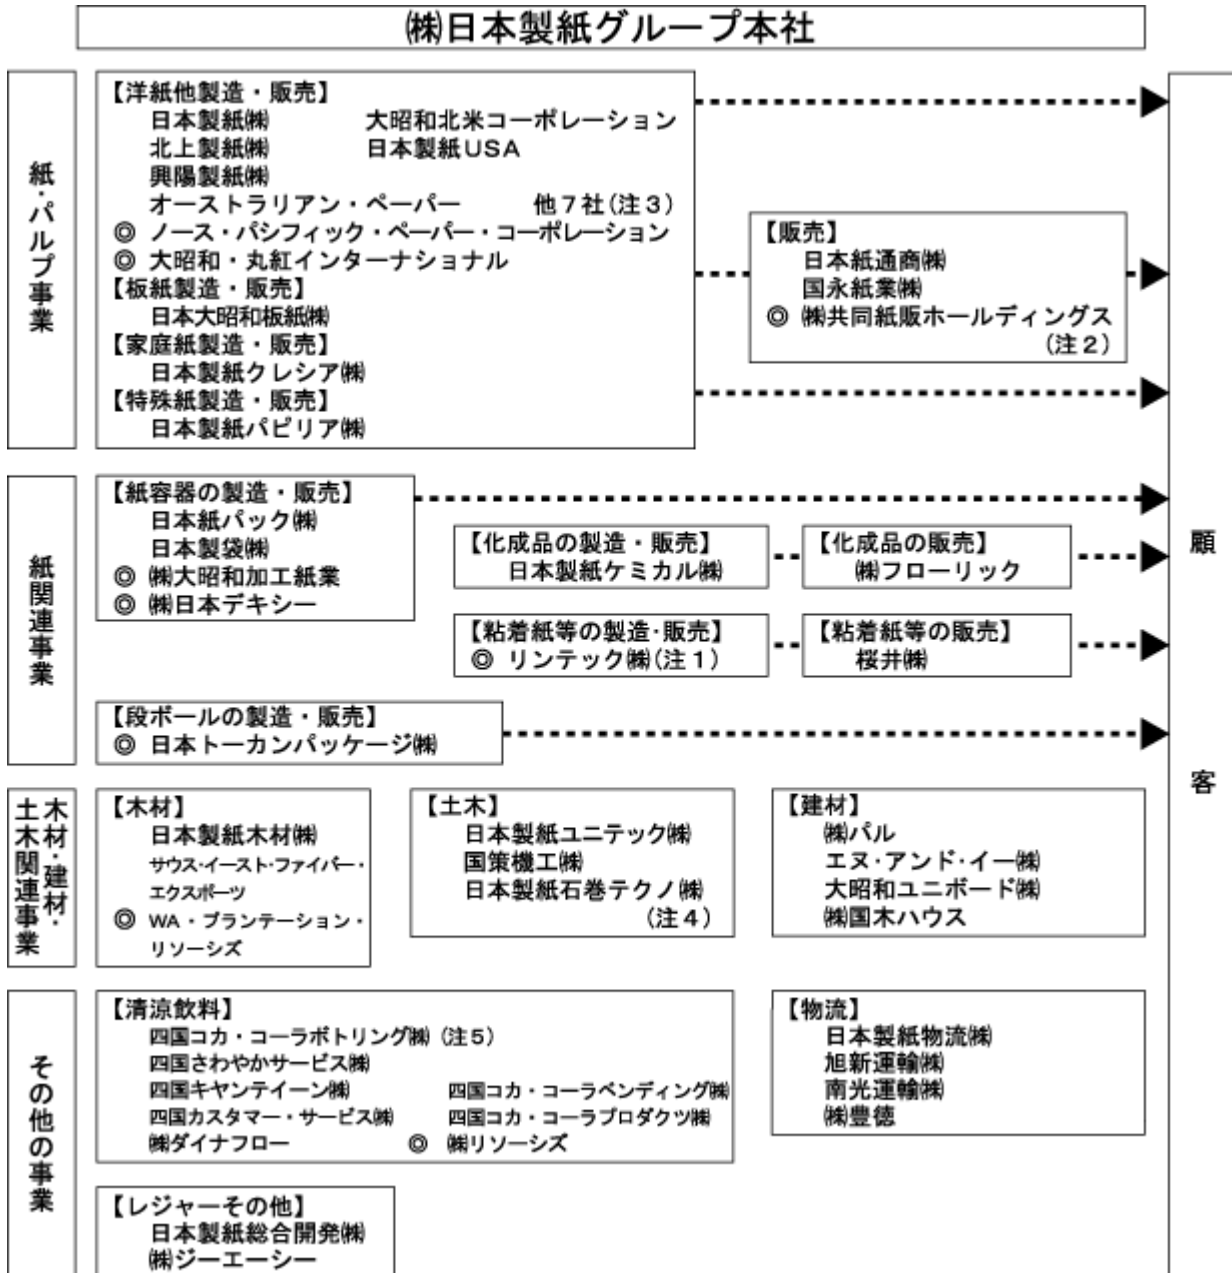 ㈱日本製紙グループ本社
紙・パルプ事業
【洋紙他製造・販売】
日本製紙㈱　大昭和北米コーポレーション
北上製紙㈱　日本製紙USA
興陽製紙㈱
オーストラリアン・ペーパー　他７社(注３)
◎ ノース・パシフィック・ペーパー・コーポレーション
◎ 大昭和・丸紅インターナショナル
【板紙製造・販売】
日本大昭和板紙㈱
【家庭紙製造・販売】
日本製紙クレシア㈱
【特殊紙製造・販売】
日本製紙パピリア㈱
【販売】
日本紙通商㈱
国永紙業㈱
◎ ㈱共同紙販ホールディングス
(注２)
紙関連事業
【紙容器の製造・販売】
日本紙パック㈱
日本製袋㈱
◎ ㈱大昭和加工紙業
◎ ㈱日本デキシー
【化成品の製造・販売】
日本製紙ケミカル㈱
【化成品の販売】
㈱フローリック
【粘着紙等の製造・販売】
◎ リンテック㈱(注１)
【粘着紙等の販売】
桜井㈱
【段ボールの製造・販売】
◎ 日本トーカンパッケージ㈱
木材・建材・
土木関連事業
【木材】
日本製紙木材㈱
サウス・イースト・ファイバー・
エクスポーツ
◎ WA・プランテーション・
リソーシズ
【土木】
日本製紙ユニテック㈱
国策機工㈱
日本製紙石巻テクノ㈱
(注４)
【建材】
㈱パル
エヌ・アンド・イー㈱
大昭和ユニボード㈱
㈱国木ハウス
その他の事業
【清涼飲料】
四国コカ・コーラボトリング㈱ (注５)
四国さわやかサービス㈱
四国キヤンテイーン㈱　四国コカ・コーラベンディング㈱
四国カスタマー・サービス㈱　四国コカ・コーラプロダクツ㈱
㈱ダイナフロー　◎ ㈱リソーシズ
【物流】
日本製紙物流㈱
旭新運輸㈱
南光運輸㈱
㈱豊徳
【レジャーその他】
日本製紙総合開発㈱
㈱ジーエーシー
顧客